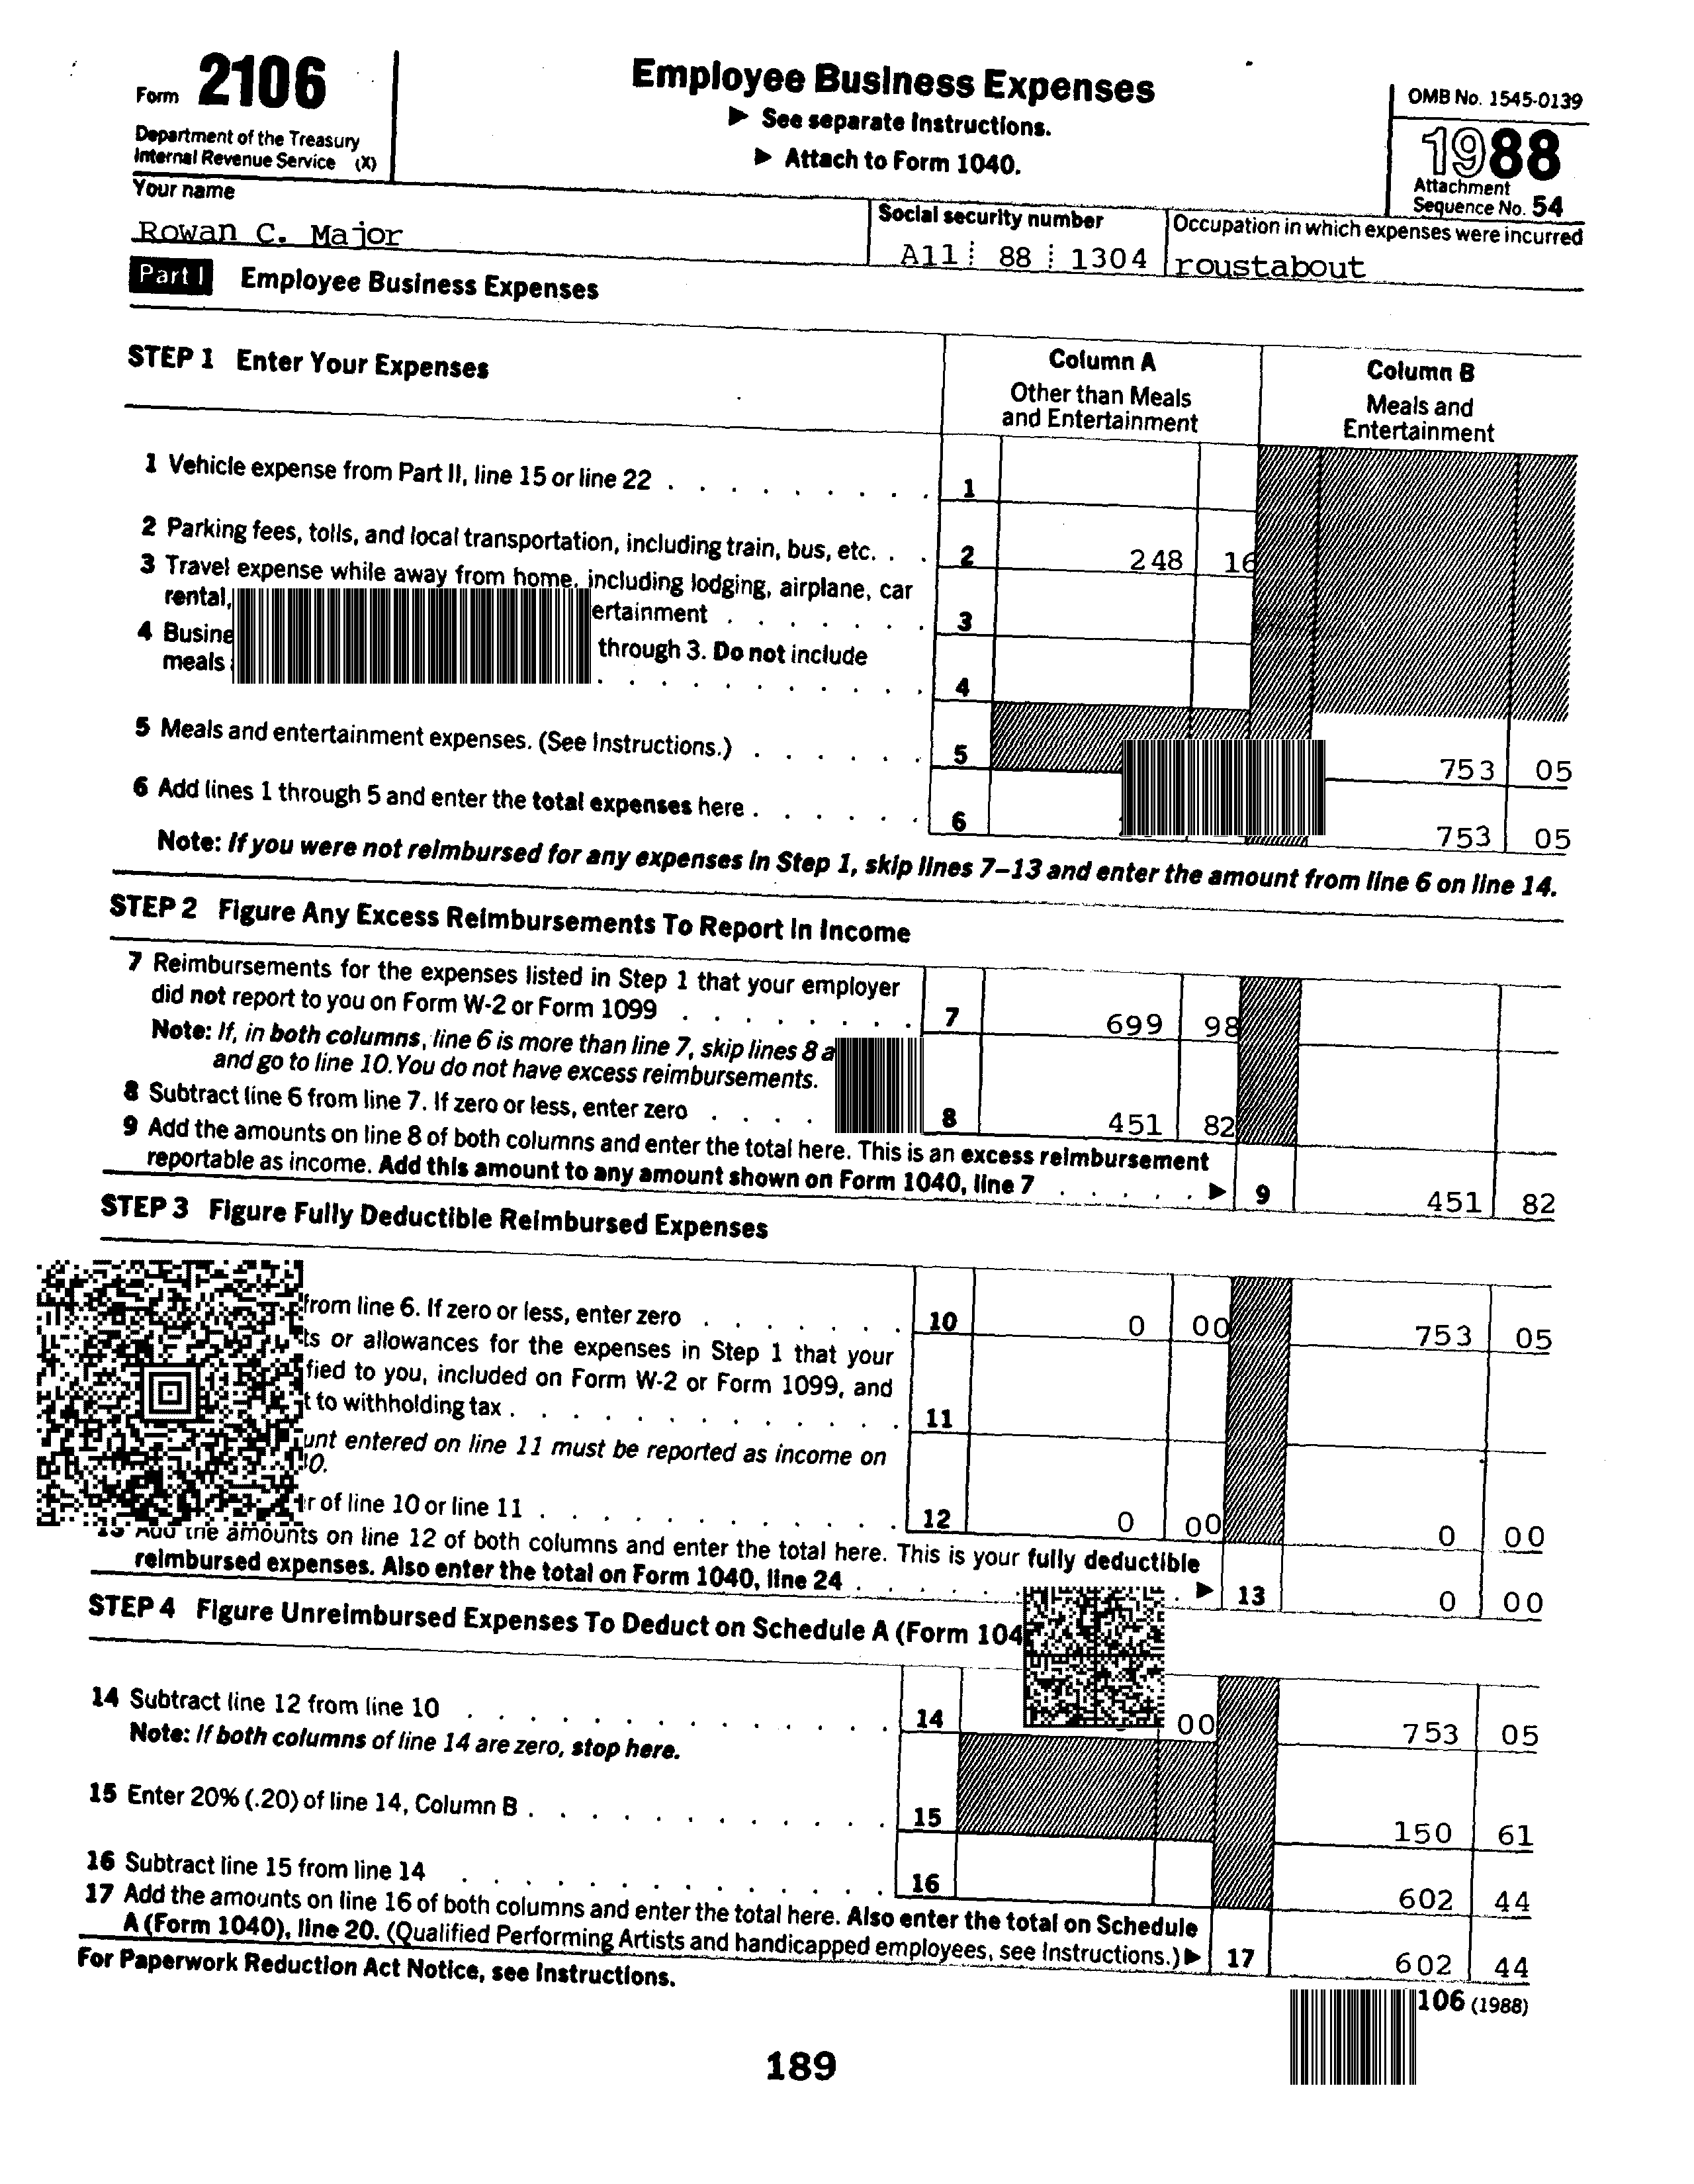 Form 2106
Department of the Treasury
Internal Revenue Service (X)
Employee Business Expenses
▶ See separate Instructions.
▶ Attach to Form 1040.
OMB No. 1545-0139
1988
Attachment
Sequence No. 54
Your name
Rowan C. Major
Social security number
A11 88 1304
Occupation in which expenses were incurred
roustabout
Part I Employee Business Expenses
STEP 1 Enter Your Expenses
Column A
Other than Meals
and Entertainment
Column B
Meals and
Entertainment
1 Vehicle expense from Part II, line 15 or line 22 . . . . . . . . . 1
2 Parking fees, tolls, and local transportation, including train, bus, etc. . . 2 248 16
3 Travel expense while away from home, including lodging, airplane, car
rental, ertainment . . . . . . . 3
4 through 3. Do not include
meals . . . . . . . . . . . 4
5 Meals and entertainment expenses. (See Instructions.) . . . . . . 5 753 05
6 Add lines 1 through 5 and enter the total expenses here . . . . . . 6 753 05
Note: If you were not reimbursed for any expenses in Step 1, skip lines 7–13 and enter the amount from line 6 on line 14.
STEP 2 Figure Any Excess Reimbursements To Report In Income
7 Reimbursements for the expenses listed in Step 1 that your employer
did not report to you on Form W-2 or Form 1099 . . . . . . . . 7 699 98
Note: If, in both columns, line 6 is more than line 7, skip lines 8 a
and go to line 10. You do not have excess reimbursements.
8 Subtract line 6 from line 7. If zero or less, enter zero . . . . 8 451 82
9 Add the amounts on line 8 of both columns and enter the total here. This is an excess reimbursement
reportable as income. Add this amount to any amount shown on Form 1040, line 7 . . . . . ▶ 9 451 82
STEP 3 Figure Fully Deductible Reimbursed Expenses
from line 6. If zero or less, enter zero . . . . . . . 10 0 00 753 05
ts or allowances for the expenses in Step 1 that your
fied to you, included on Form W-2 or Form 1099, and
t to withholding tax . . . . . . . . . . . . . 11
unt entered on line 11 must be reported as income on
0.
r of line 10 or line 11 . . . . . . . . . . . . 12 0 00 0 00
13 Add the amounts on line 12 of both columns and enter the total here. This is your fully deductible
reimbursed expenses. Also enter the total on Form 1040, line 24 . . . . . . ▶ 13 0 00
STEP 4 Figure Unreimbursed Expenses To Deduct on Schedule A (Form 104
14 Subtract line 12 from line 10 . . . . . . . . . . . . . 14 00 753 05
Note: If both columns of line 14 are zero, stop here.
15 Enter 20% (.20) of line 14, Column B . . . . . . . . . . . . 15 150 61
16 Subtract line 15 from line 14 . . . . . . . . . . . . . 16 602 44
17 Add the amounts on line 16 of both columns and enter the total here. Also enter the total on Schedule
A (Form 1040), line 20. (Qualified Performing Artists and handicapped employees, see Instructions.) ▶ 17 602 44
For Paperwork Reduction Act Notice, see Instructions.
106 (1988)
189